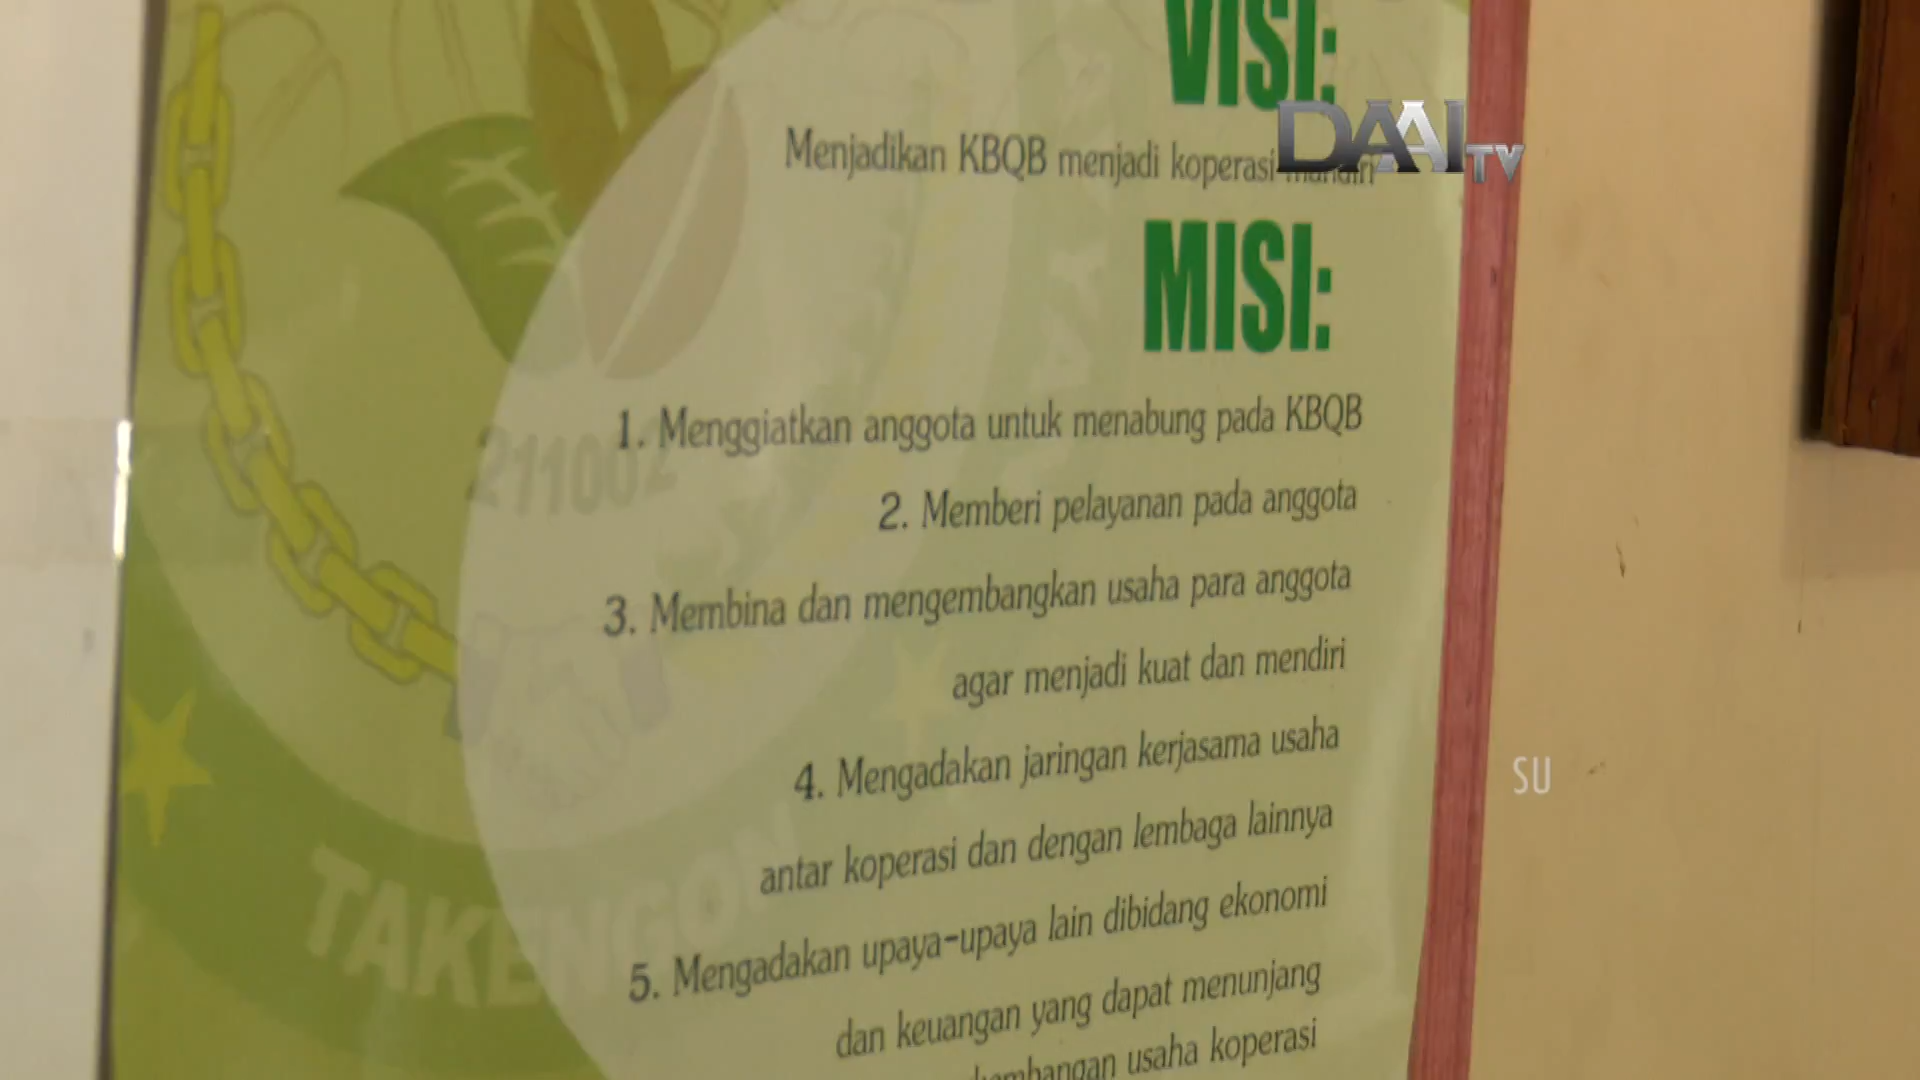 VISI:
DAAI TV
Menjadikan KBQB menjadi koperasi mandiri
MISI:
1. Menggiatkan anggota untuk menabung pada KBQB
211002
2. Memberi pelayanan pada anggota
3. Membina dan mengembangkan usaha para anggota
agar menjadi kuat dan mendiri
4. Mengadakan jaringan kerjasama usaha
SU
antar koperasi dan dengan lembaga lainnya
TAKENGON
5. Mengadakan upaya-upaya lain dibidang ekonomi
dan keuangan yang dapat menunjang
usaha koperasi